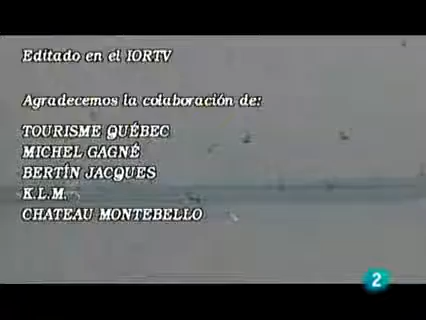 Editado en el IORTV
Agradecemos la colaboración de:
TOURISME QUÉBEC
MICHEL GAGNÉ
BERTÍN JACQUES
K.L.M.
CHATEAU MONTEBELLO
2